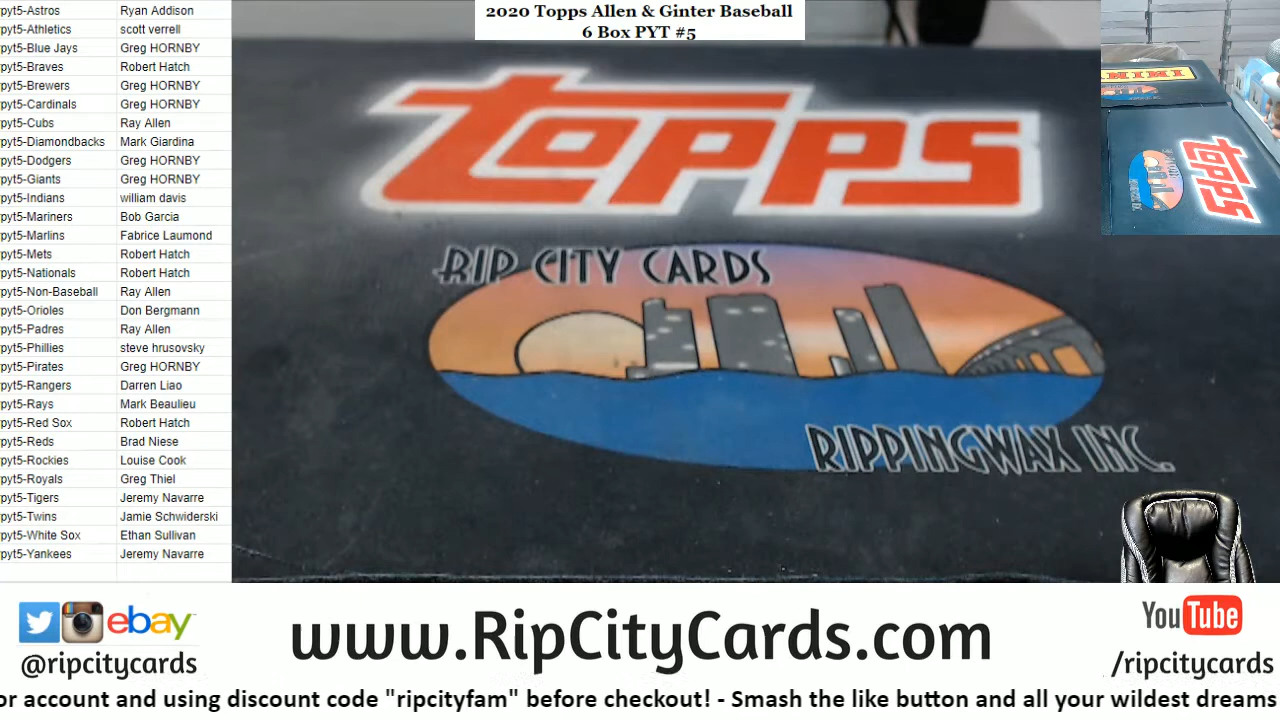 pyt5-Astros Ryan Addison
pyt5-Athletics scott verrell
pyt5-Blue Jays Greg HORNBY
pyt5-Braves Robert Hatch
pyt5-Brewers Greg HORNBY
pyt5-Cardinals Greg HORNBY
pyt5-Cubs Ray Allen
pyt5-Diamondbacks Mark Giardina
pyt5-Dodgers Greg HORNBY
pyt5-Giants Greg HORNBY
pyt5-Indians william davis
pyt5-Mariners Bob Garcia
pyt5-Marlins Fabrice Laumond
pyt5-Mets Robert Hatch
pyt5-Nationals Robert Hatch
pyt5-Non-Baseball Ray Allen
pyt5-Orioles Don Bergmann
pyt5-Padres Ray Allen
pyt5-Phillies steve hrusovsky
pyt5-Pirates Greg HORNBY
pyt5-Rangers Darren Liao
pyt5-Rays Mark Beaulieu
pyt5-Red Sox Robert Hatch
pyt5-Reds Brad Niese
pyt5-Rockies Louise Cook
pyt5-Royals Greg Thiel
pyt5-Tigers Jeremy Navarre
pyt5-Twins Jamie Schwiderski
pyt5-White Sox Ethan Sullivan
pyt5-Yankees Jeremy Navarre
2020 Topps Allen & Ginter Baseball
6 Box PYT #5
topps
RIP CITY CARDS
RIPPINGWAX INC.
topps
ebay
@ripcitycards
www.RipCityCards.com
YouTube
/ripcitycards
or account and using discount code "ripcityfam" before checkout! - Smash the like button and all your wildest dreams